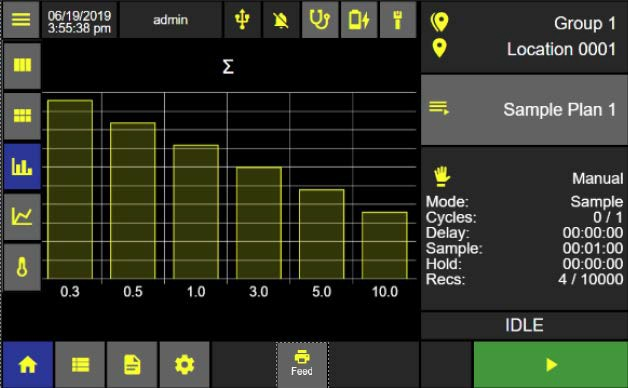 06/19/2019
3:55:38 pm
admin
Group 1
Location 0001
Σ
Sample Plan 1
0.3 0.5 1.0 3.0 5.0 10.0
Manual
Mode: Sample
Cycles: 0 / 1
Delay: 00:00:00
Sample: 00:01:00
Hold: 00:00:00
Recs: 4 / 10000
IDLE
Feed